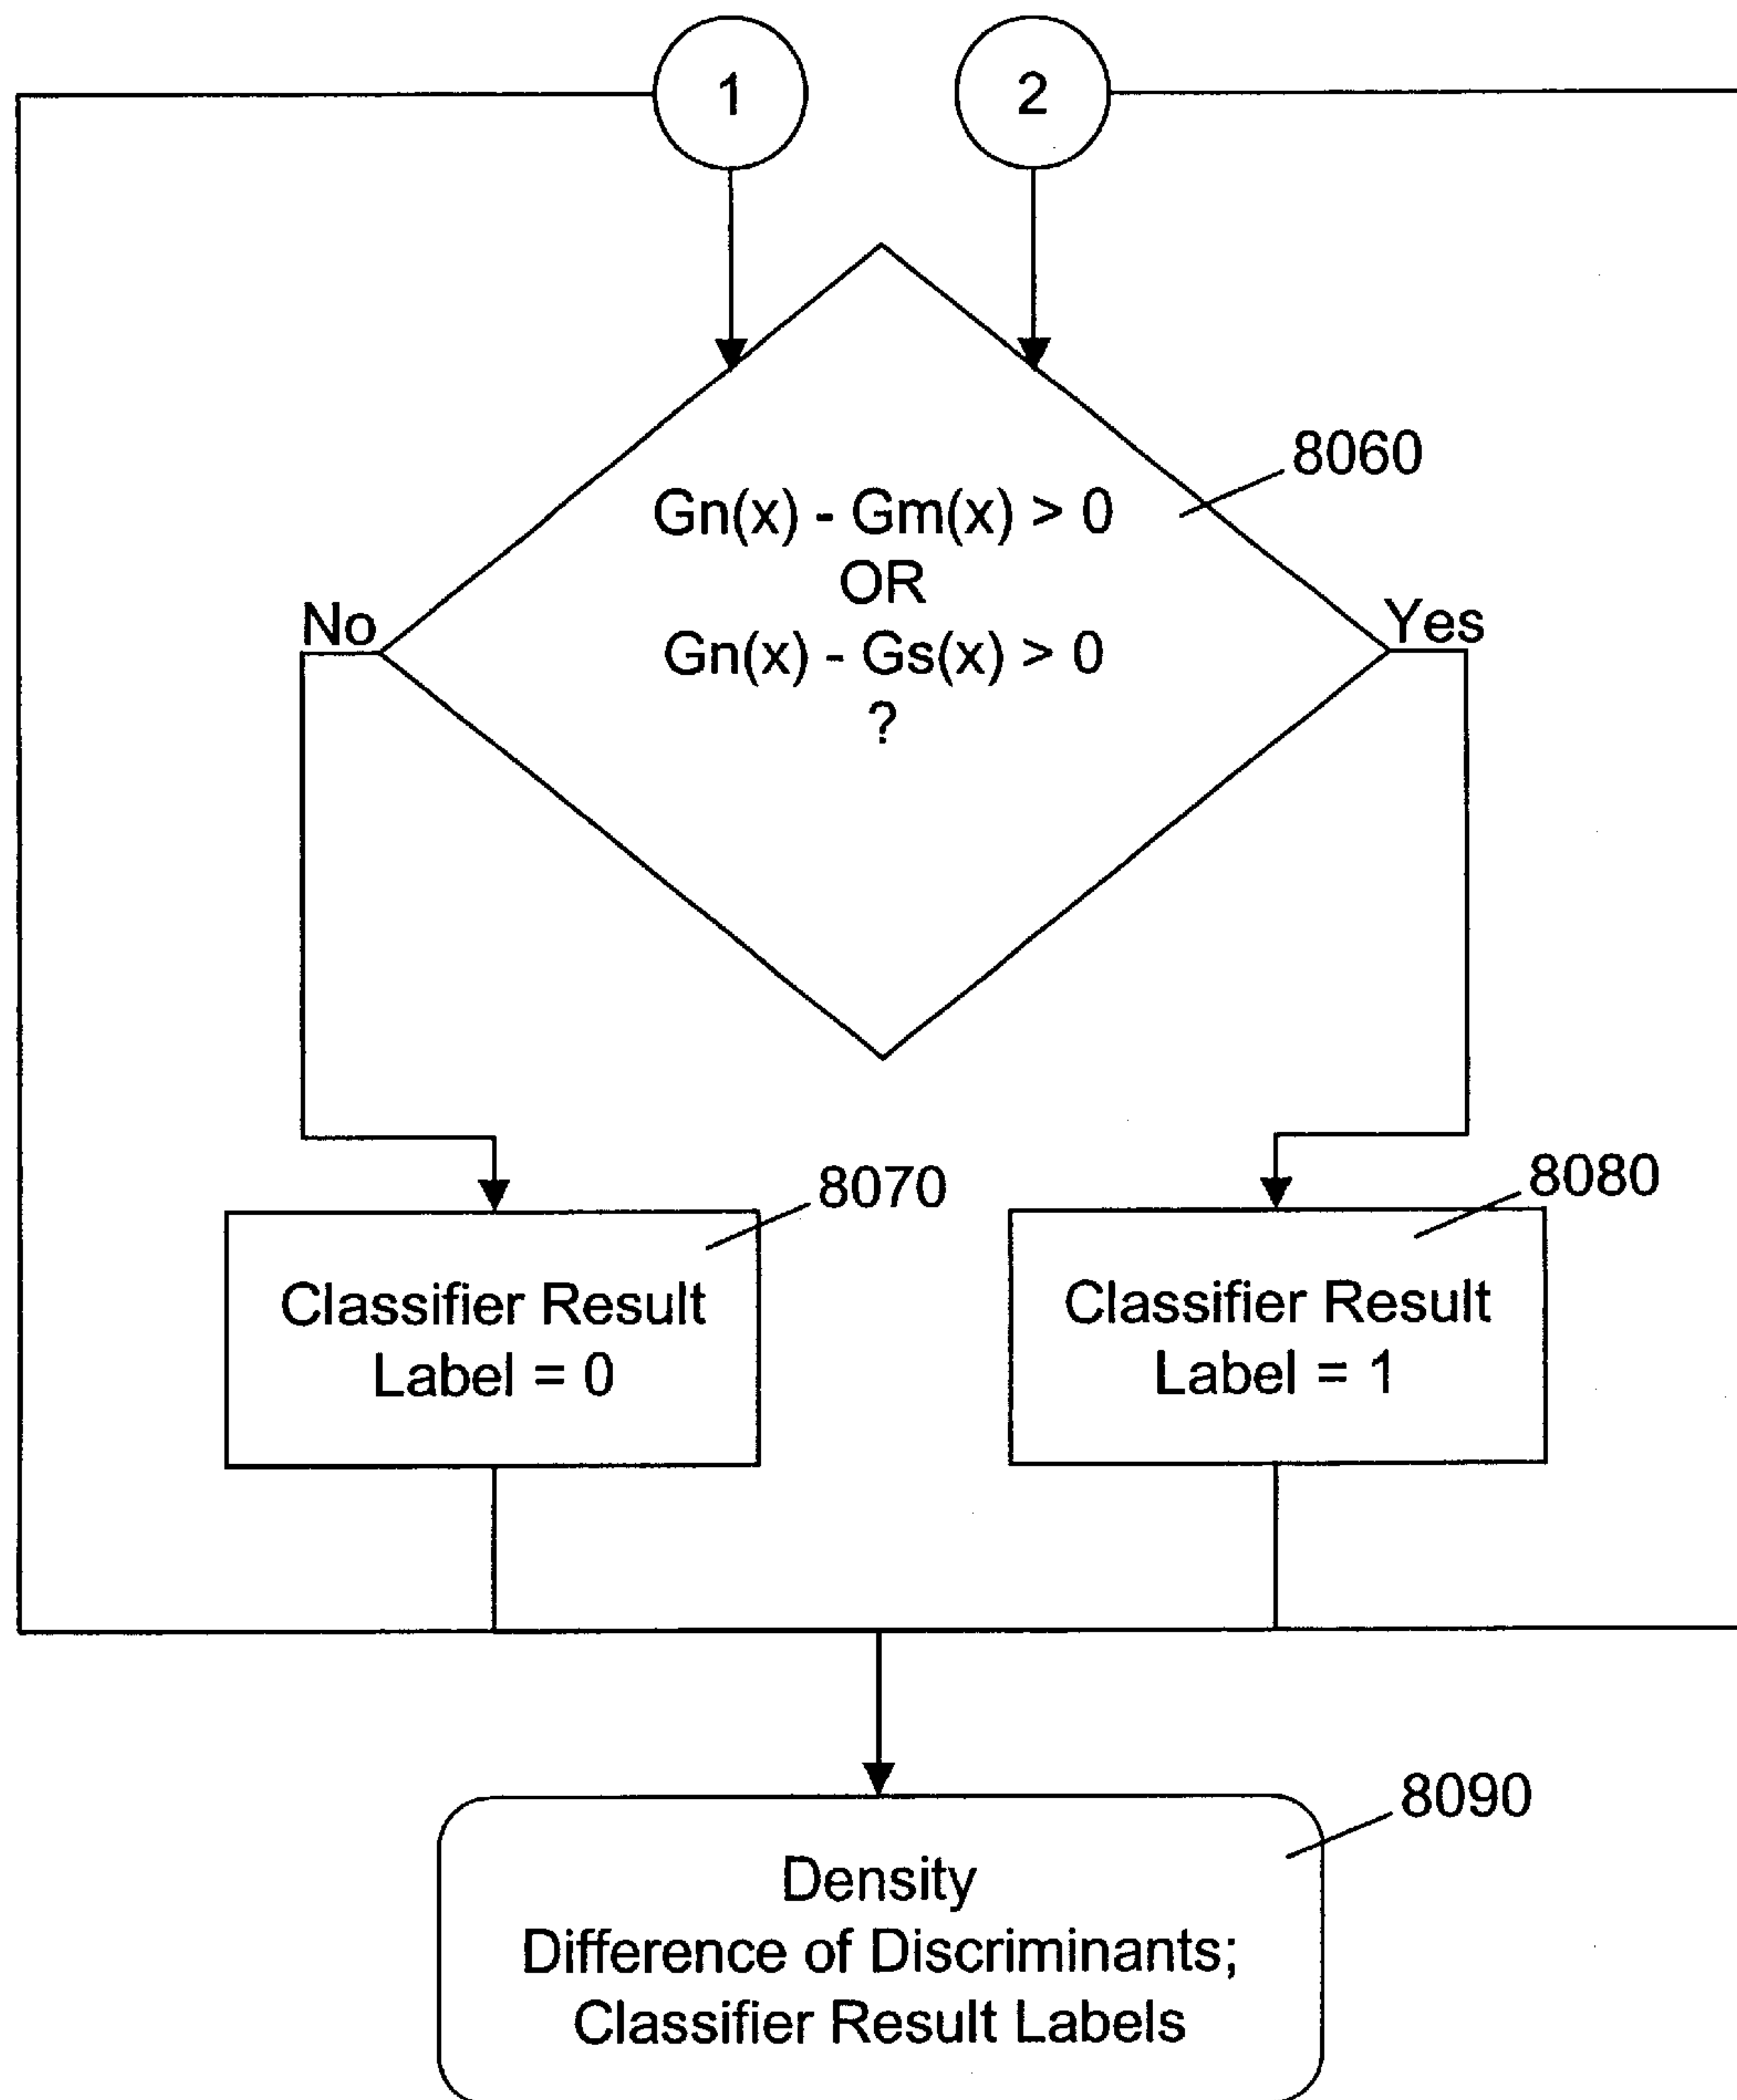 1
2
8060
Gn(x) - Gm(x) > 0
OR
Gn(x) - Gs(x) > 0
?
No
Yes
8070
8080
Classifier Result
Label = 0
Classifier Result
Label = 1
8090
Density
Difference of Discriminants;
Classifier Result Labels